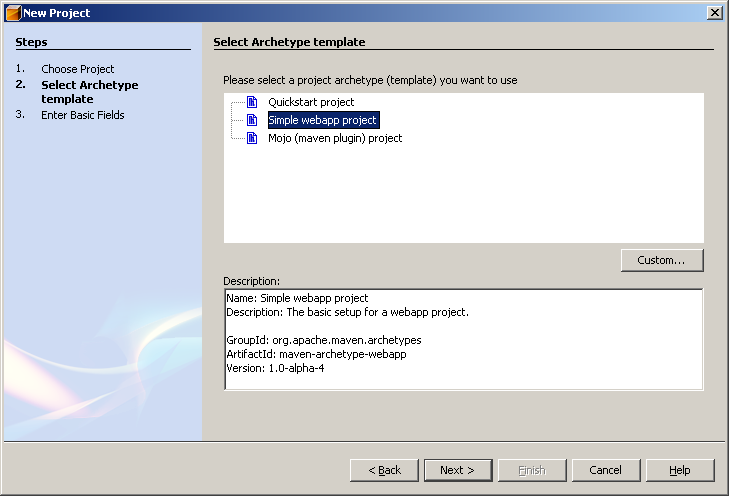 New Project
Steps
1. Choose Project
2. Select Archetype
template
3. Enter Basic Fields
Select Archetype template
Please select a project archetype (template) you want to use
Quickstart project
Simple webapp project
Mojo (maven plugin) project
Custom...
Description:
Name: Simple webapp project
Description: The basic setup for a webapp project.
GroupId: org.apache.maven.archetypes
ArtifactId: maven-archetype-webapp
Version: 1.0-alpha-4
< Back
Next >
Finish
Cancel
Help